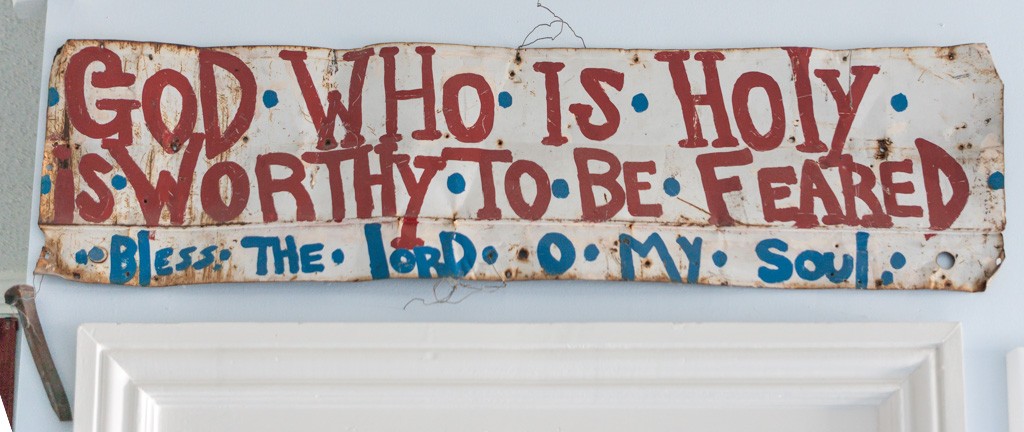 GOD • WHO • IS • HOly •
• iS • WORTHy • TO • BE • FEARED •
• BlESS • THE • lORD • O • MY • SOul •